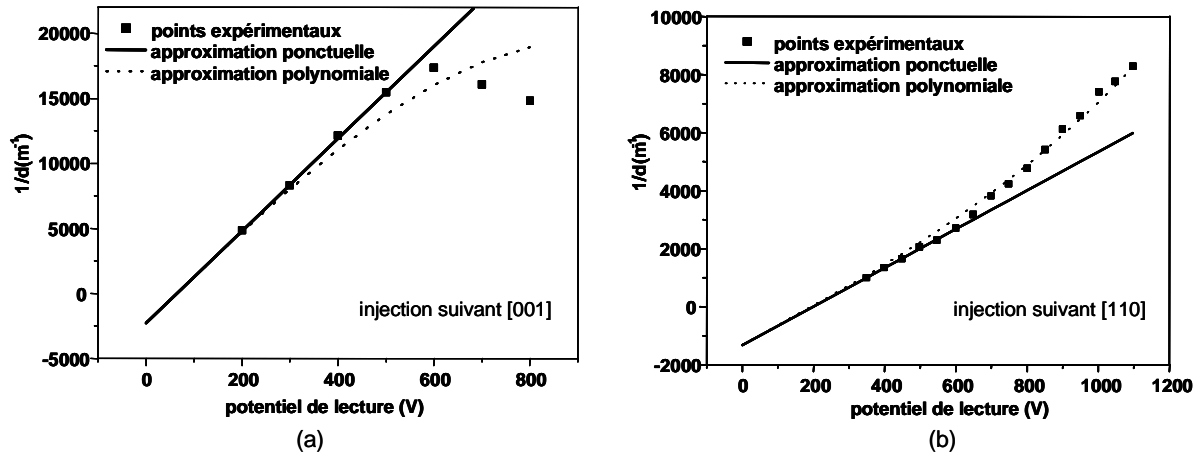 20000
15000
10000
5000
0
-5000
1/d(m⁻¹)
points expérimentaux
approximation ponctuelle
approximation polynomiale
injection suivant [001]
0 200 400 600 800
potentiel de lecture (V)
(a)
10000
8000
6000
4000
2000
0
-2000
1/d(m⁻¹)
points expérimentaux
approximation ponctuelle
approximation polynomiale
injection suivant [110]
0 200 400 600 800 1000 1200
potentiel de lecture (V)
(b)